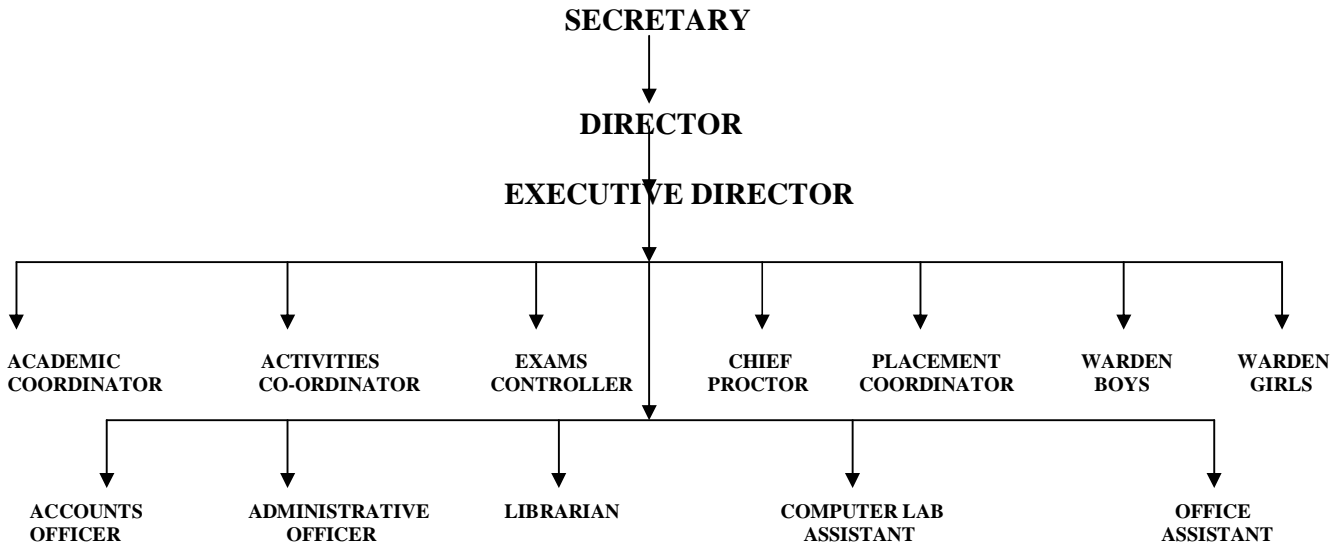 SECRETARY
DIRECTOR
EXECUTIVE DIRECTOR
ACADEMIC
COORDINATOR
ACTIVITIES
CO-ORDINATOR
EXAMS
CONTROLLER
CHIEF
PROCTOR
PLACEMENT
COORDINATOR
WARDEN
BOYS
WARDEN
GIRLS
ACCOUNTS
OFFICER
ADMINISTRATIVE
OFFICER
LIBRARIAN
COMPUTER LAB
ASSISTANT
OFFICE
ASSISTANT